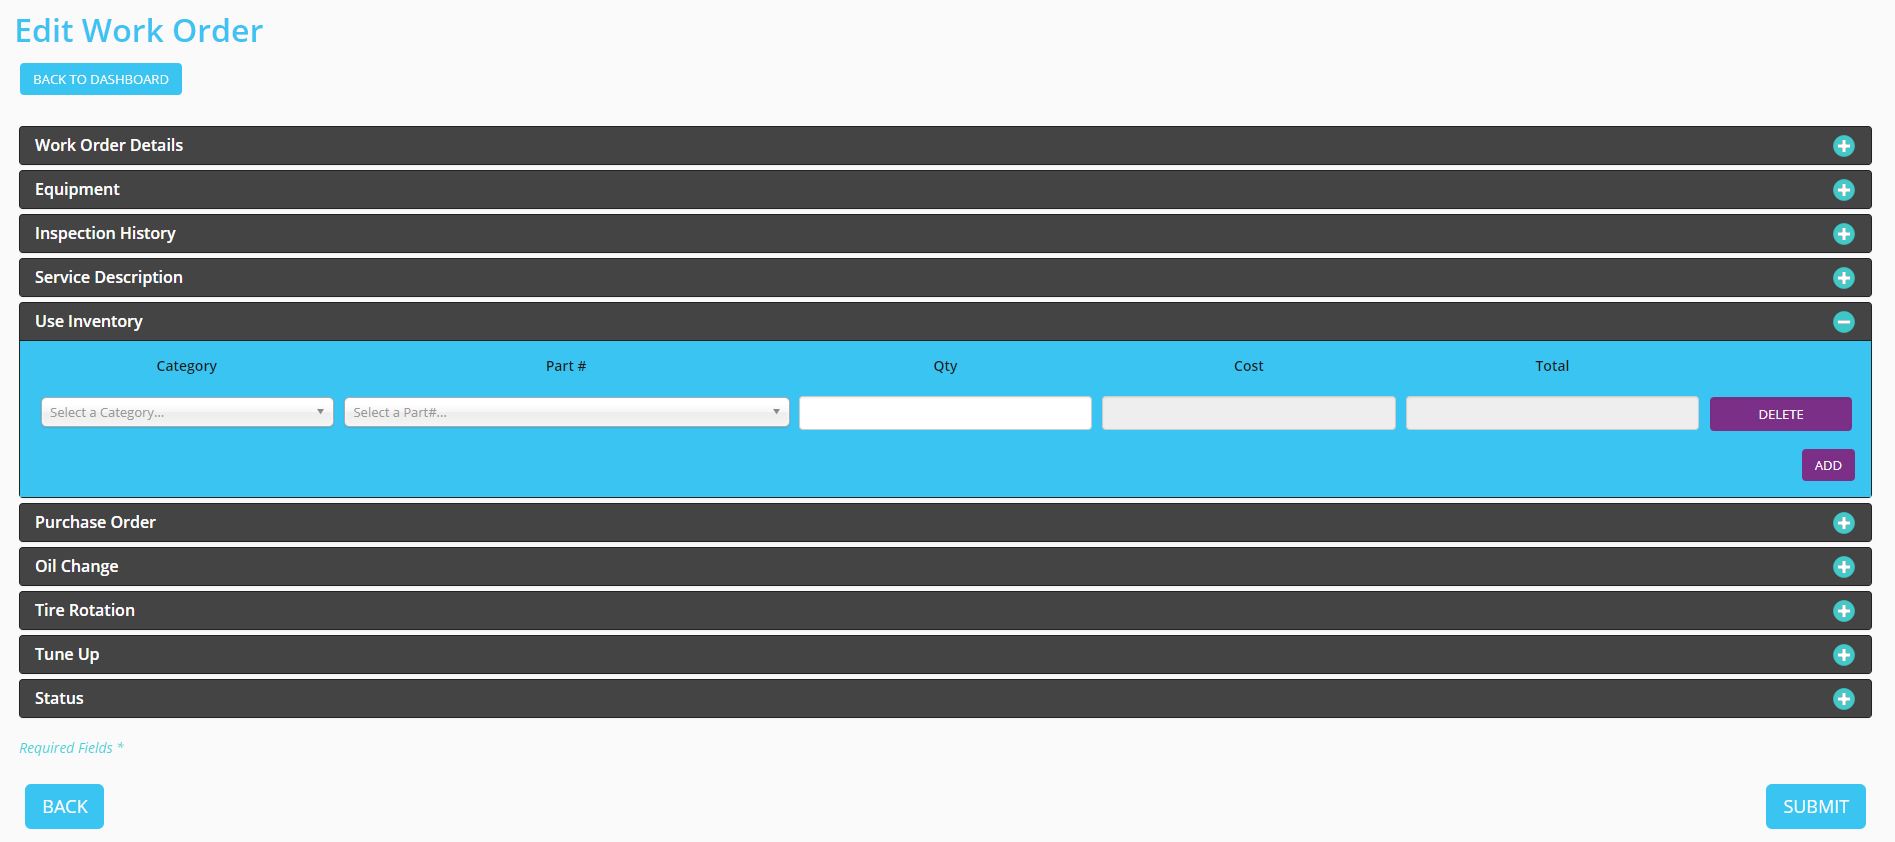 Edit Work Order
BACK TO DASHBOARD
Work Order Details
Equipment
Inspection History
Service Description
Use Inventory
Category Part # Qty Cost Total
Select a Category... Select a Part#... DELETE
ADD
Purchase Order
Oil Change
Tire Rotation
Tune Up
Status
Required Fields *
BACK SUBMIT